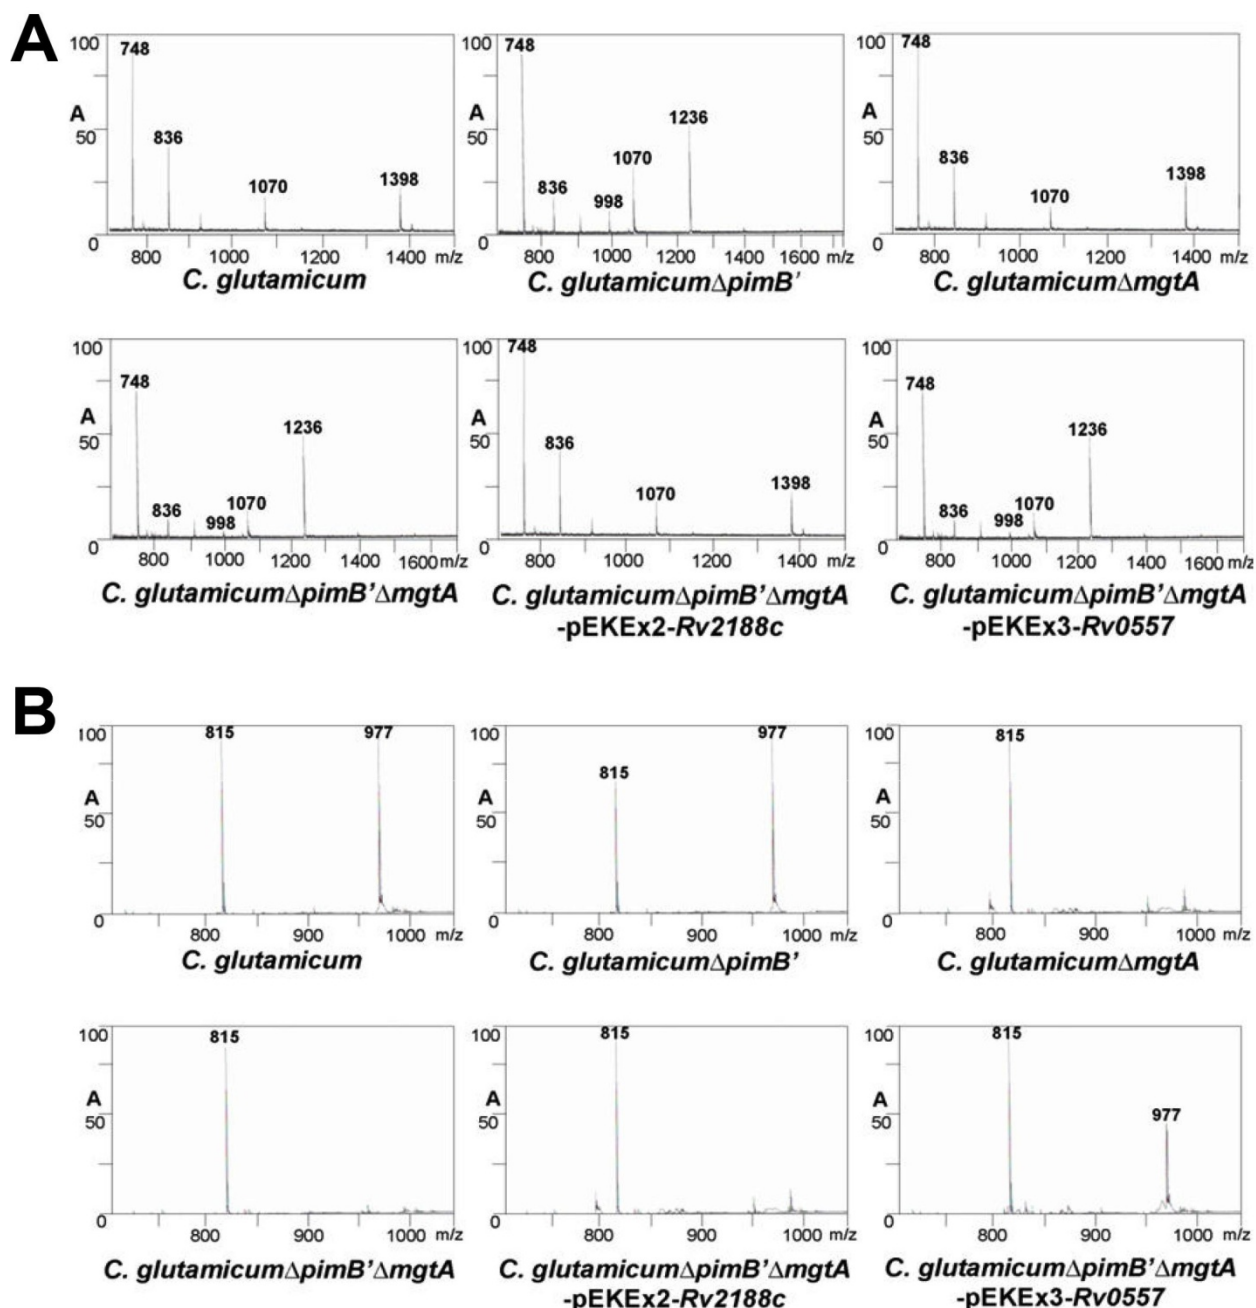 A
100 748 A 50 836 1070 1398 0 800 1000 1200 1400 m/z
C. glutamicum
100 748 A 50 836 998 1070 1236 0 800 1000 1200 1400 1600 m/z
C. glutamicumΔpimB’
100 748 A 50 836 1070 1398 0 800 1000 1200 1400 m/z
C. glutamicumΔmgtA
100 748 A 50 836 998 1070 1236 0 800 1000 1200 1400 1600 m/z
C. glutamicumΔpimB’ΔmgtA
100 748 A 50 836 1070 1398 0 800 1000 1200 1400 m/z
C. glutamicumΔpimB’ΔmgtA
-pEKEx2-Rv2188c
100 748 A 50 836 998 1070 1236 0 800 1000 1200 1400 1600 m/z
C. glutamicumΔpimB’ΔmgtA
-pEKEx3-Rv0557
B
100 815 977 A 50 0 800 900 1000 m/z
C. glutamicum
100 815 977 A 50 0 800 900 1000 m/z
C. glutamicumΔpimB’
100 815 A 50 0 800 900 1000 m/z
C. glutamicumΔmgtA
100 815 A 50 0 800 900 1000 m/z
C. glutamicumΔpimB’ΔmgtA
100 815 A 50 0 800 900 1000 m/z
C. glutamicumΔpimB’ΔmgtA
-pEKEx2-Rv2188c
100 815 A 50 977 0 800 900 1000 m/z
C. glutamicumΔpimB’ΔmgtA
-pEKEx3-Rv0557